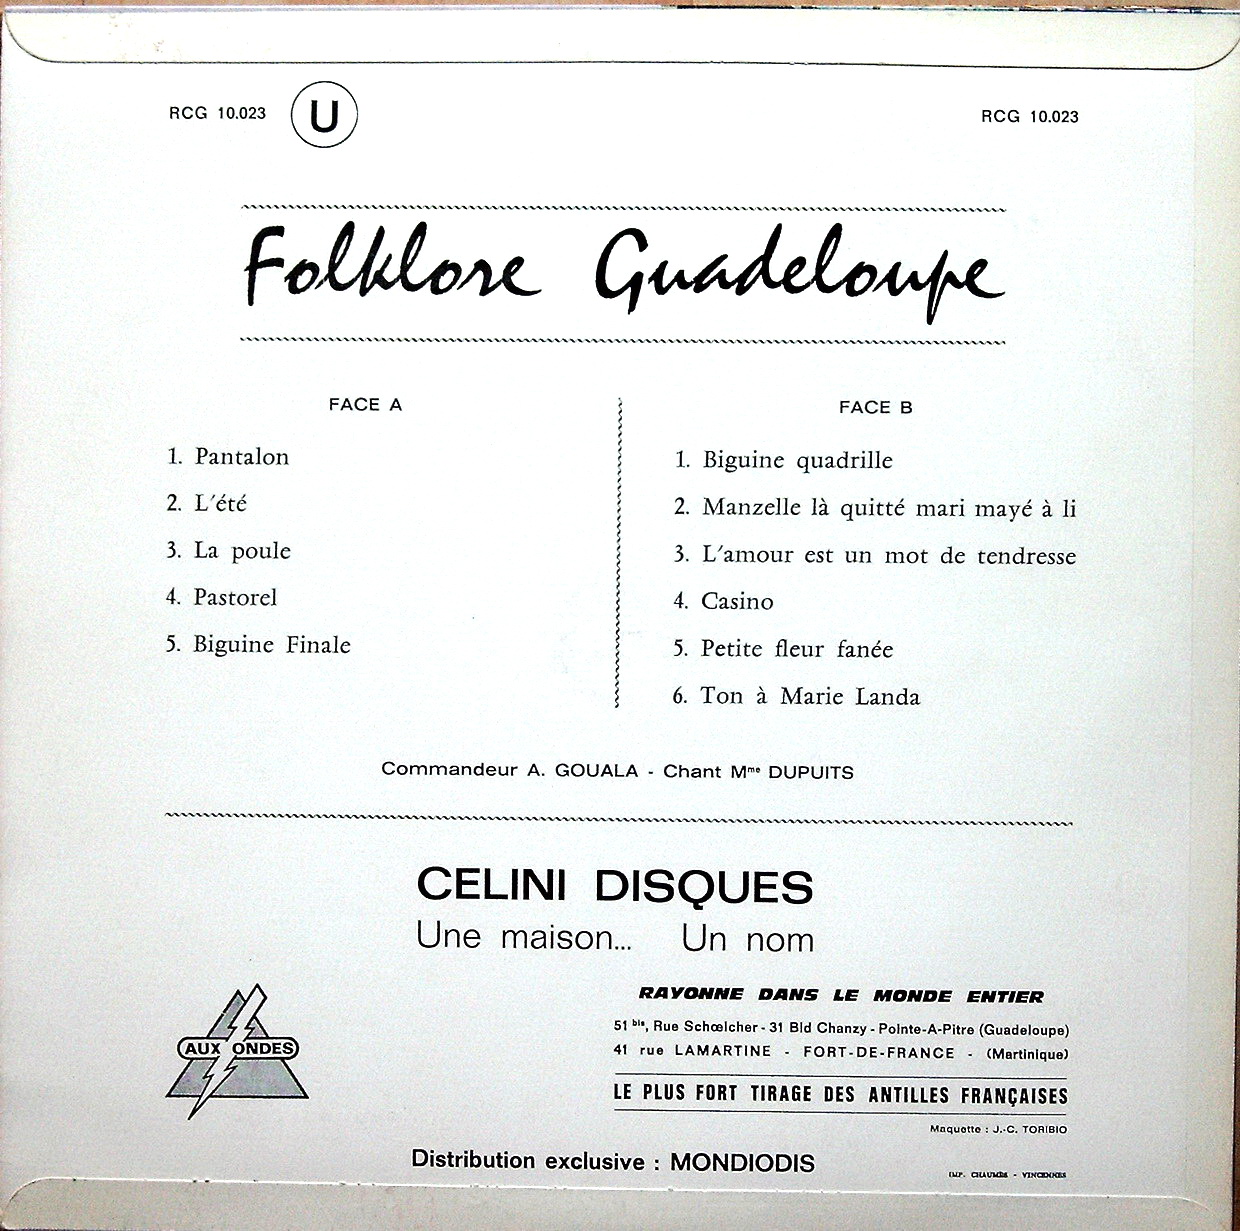 RCG 10.023 U RCG 10.023
Folklore Guadeloupe
FACE A
1. Pantalon
2. L'été
3. La poule
4. Pastorel
5. Biguine Finale
FACE B
1. Biguine quadrille
2. Manzelle là quitté mari mayé à li
3. L'amour est un mot de tendresse
4. Casino
5. Petite fleur fanée
6. Ton à Marie Landa
Commandeur A. GOUALA - Chant Mme DUPUITS
CELINI DISQUES
Une maison... Un nom
AUX ONDES
RAYONNE DANS LE MONDE ENTIER
51 bis, Rue Schœlcher - 31 Bld Chanzy - Pointe-A-Pitre (Guadeloupe)
41 rue LAMARTINE - FORT-DE-FRANCE - (Martinique)
LE PLUS FORT TIRAGE DES ANTILLES FRANÇAISES
Maquette : J.-C. TORIBIO
Distribution exclusive : MONDIODIS
IMP. CHAUMÈS - VINCENNES